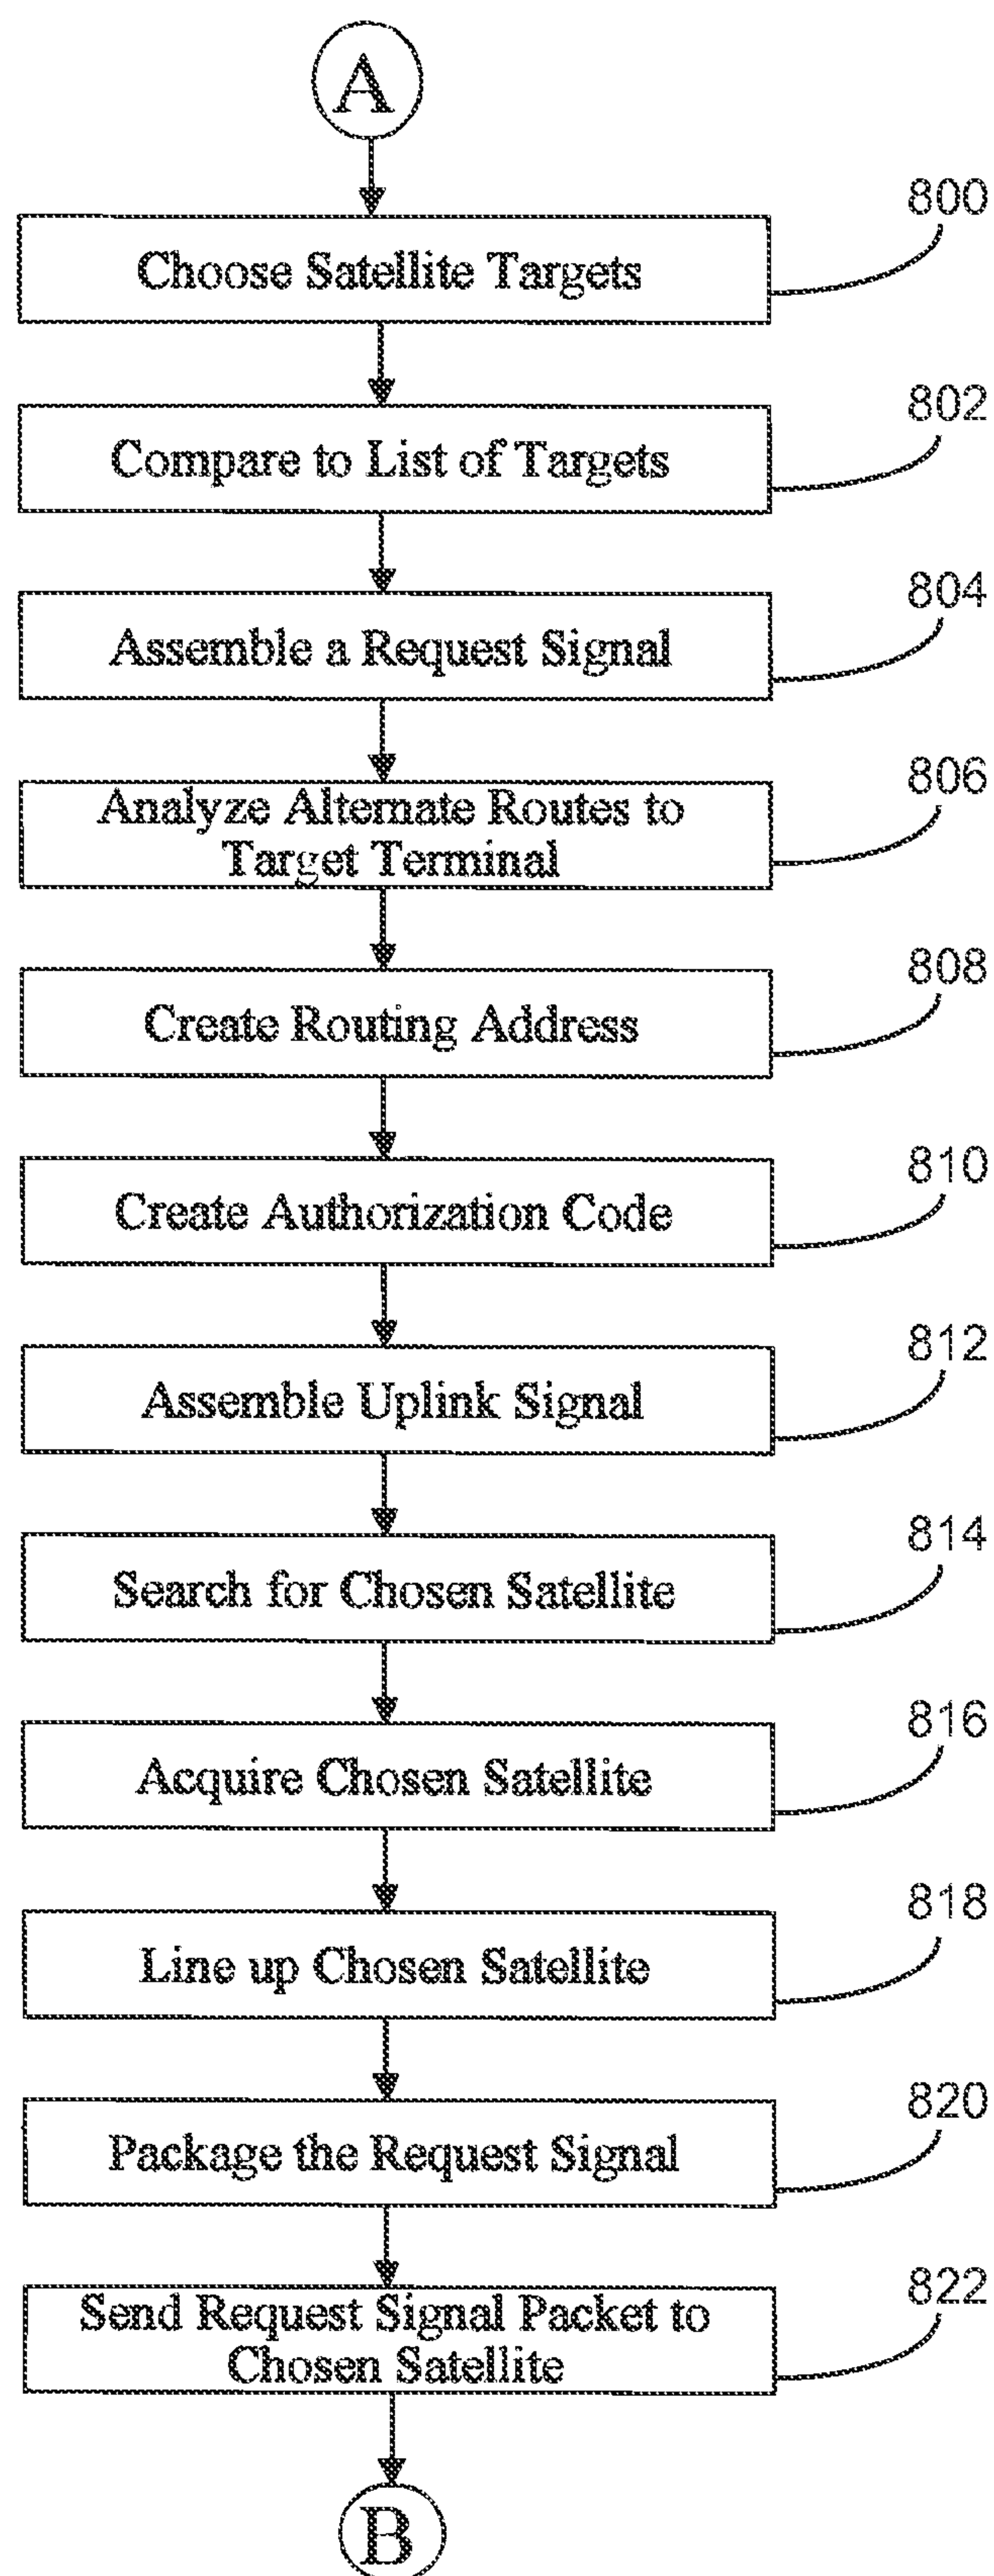 A
800
Choose Satellite Targets
802
Compare to List of Targets
804
Assemble a Request Signal
806
Analyze Alternate Routes to
Target Terminal
808
Create Routing Address
810
Create Authorization Code
812
Assemble Uplink Signal
814
Search for Chosen Satellite
816
Acquire Chosen Satellite
818
Line up Chosen Satellite
820
Package the Request Signal
822
Send Request Signal Packet to
Chosen Satellite
B